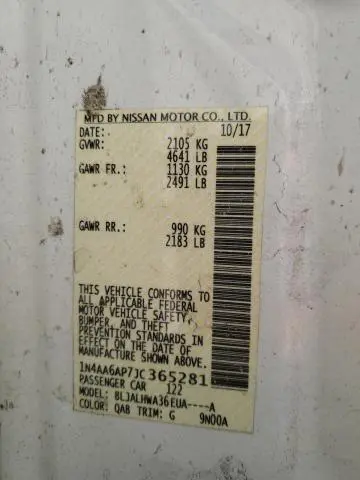 MFD BY NISSAN MOTOR CO., LTD.
DATE: 10/17
GVWR: 2105 KG
4641 LB
GAWR FR.: 1130 KG
2491 LB
GAWR RR.: 990 KG
2183 LB
THIS VEHICLE CONFORMS TO
ALL APPLICABLE FEDERAL
MOTOR VEHICLE SAFETY,
BUMPER, AND THEFT
PREVENTION STANDARDS IN
EFFECT ON THE DATE OF
MANUFACTURE SHOWN ABOVE.
1N4AA6AP7JC365281
PASSENGER CAR 122
MODEL: BLJALHWA36EUA----A
COLOR: QAB TRIM: G 9N00A